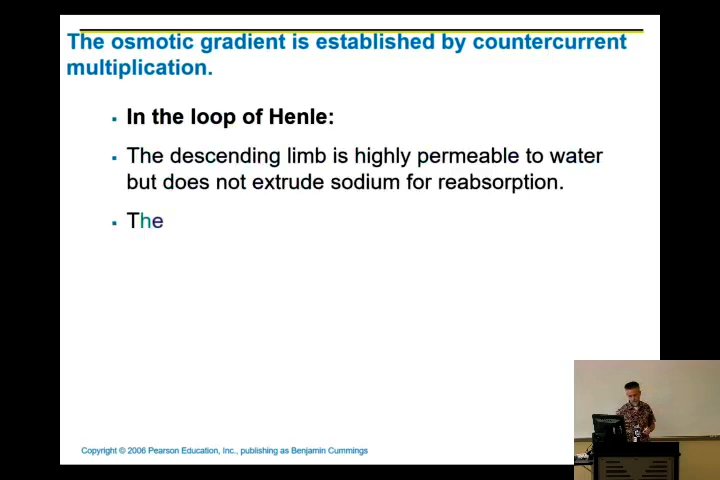 The osmotic gradient is established by countercurrent
multiplication.
▪ In the loop of Henle:
▪ The descending limb is highly permeable to water
but does not extrude sodium for reabsorption.
▪ The
Copyright © 2006 Pearson Education, Inc., publishing as Benjamin Cummings